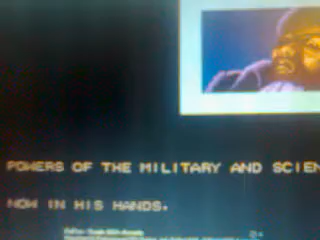 POWERS OF THE MILITARY AND SCIEN
NOW IN HIS HANDS.